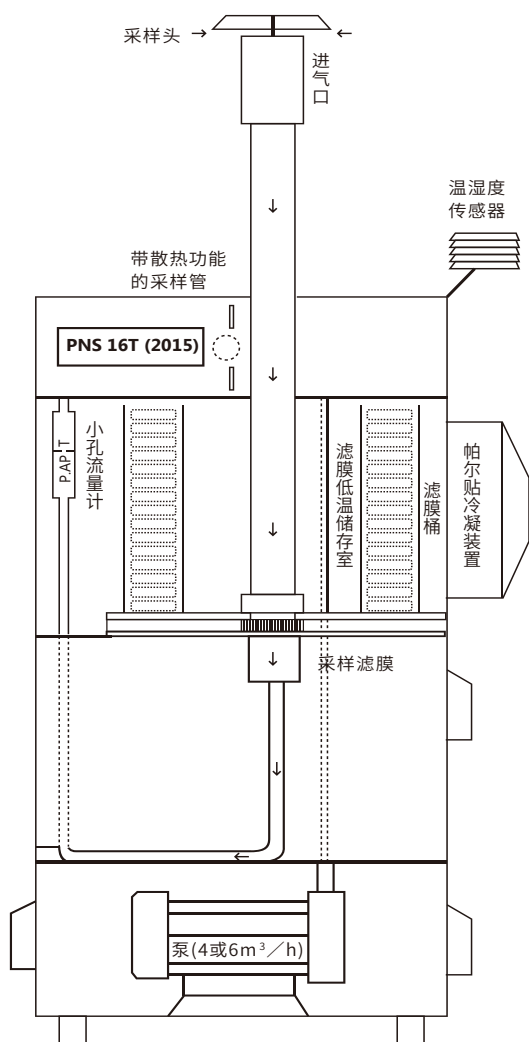 采样头
进气口
温湿度
传感器
带散热功能
的采样管
PNS 16T (2015)
P.AP T
小孔流量计
滤膜低温储存室
滤膜桶
帕尔贴冷凝装置
采样滤膜
泵(4或6m³／h)